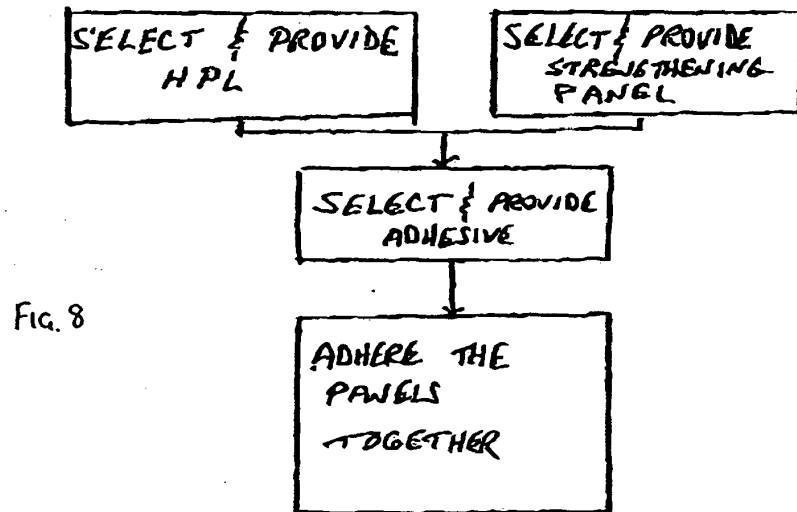 SELECT & PROVIDE
HPL
SELECT & PROVIDE
STRENGTHENING
PANEL
SELECT & PROVIDE
ADHESIVE
FIG. 8
ADHERE THE
PANELS
TOGETHER